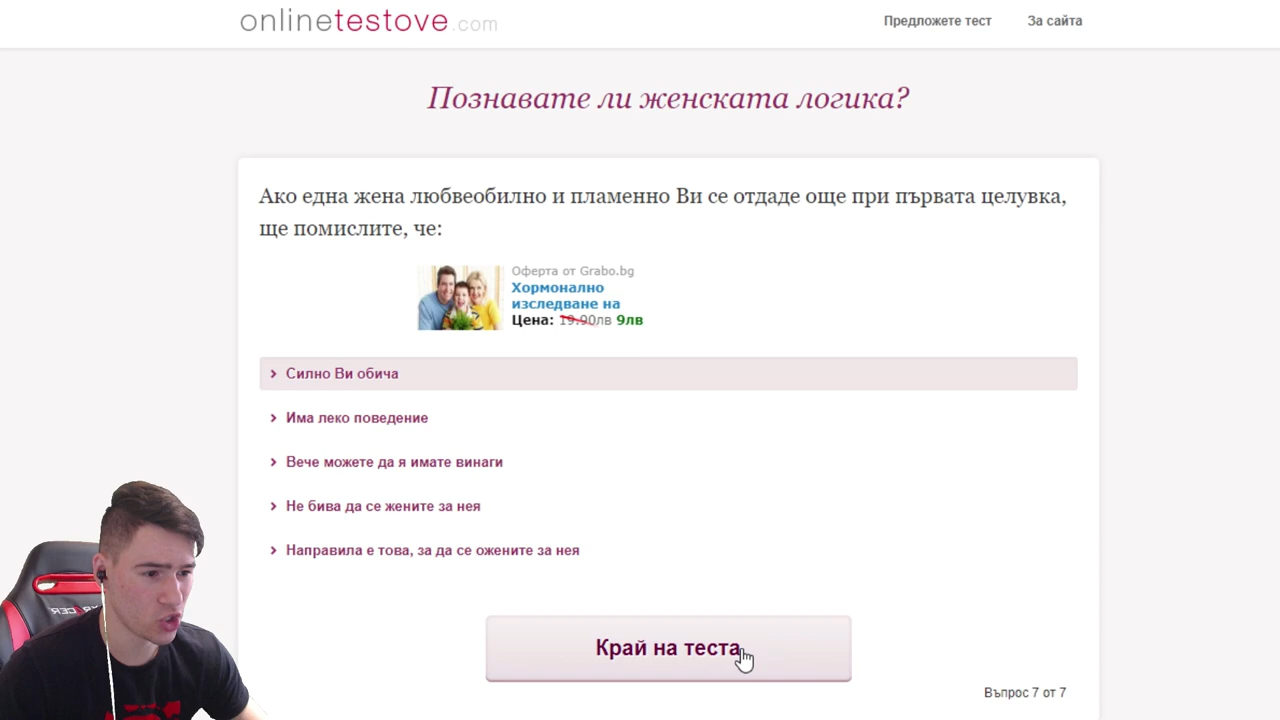 onlinetestove.com
Предложете тест
За сайта
Познавате ли женската логика?
Ако една жена любвеобилно и пламенно Ви се отдаде още при първата целувка,
ще помислите, че:
Оферта от Grabo.bg
Хормонално
изследване на
Цена: 19.90лв 9лв
Силно Ви обича
Има леко поведение
Вече можете да я имате винаги
Не бива да се жените за нея
Направила е това, за да се ожените за нея
Край на теста
Въпрос 7 от 7